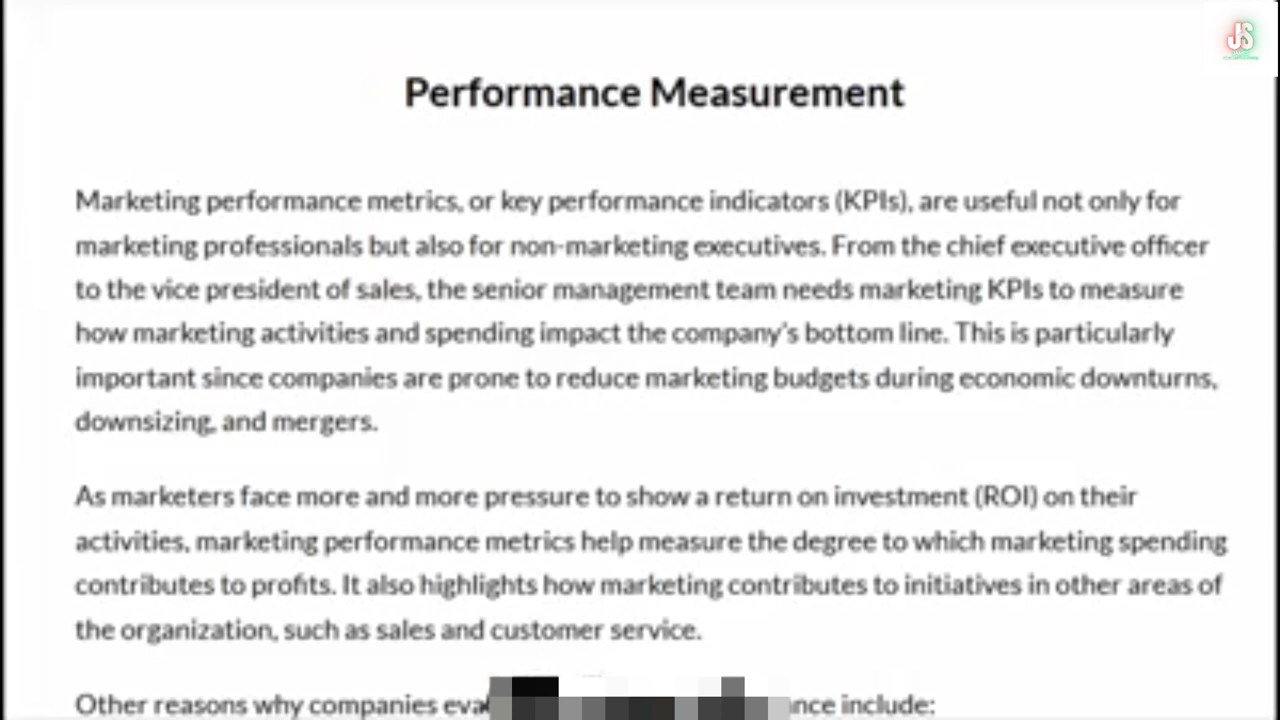 JS
Performance Measurement
Marketing performance metrics, or key performance indicators (KPIs), are useful not only for
marketing professionals but also for non-marketing executives. From the chief executive officer
to the vice president of sales, the senior management team needs marketing KPIs to measure
how marketing activities and spending impact the company's bottom line. This is particularly
important since companies are prone to reduce marketing budgets during economic downturns,
downsizing, and mergers.
As marketers face more and more pressure to show a return on investment (ROI) on their
activities, marketing performance metrics help measure the degree to which marketing spending
contributes to profits. It also highlights how marketing contributes to initiatives in other areas of
the organization, such as sales and customer service.
Other reasons why companies include: